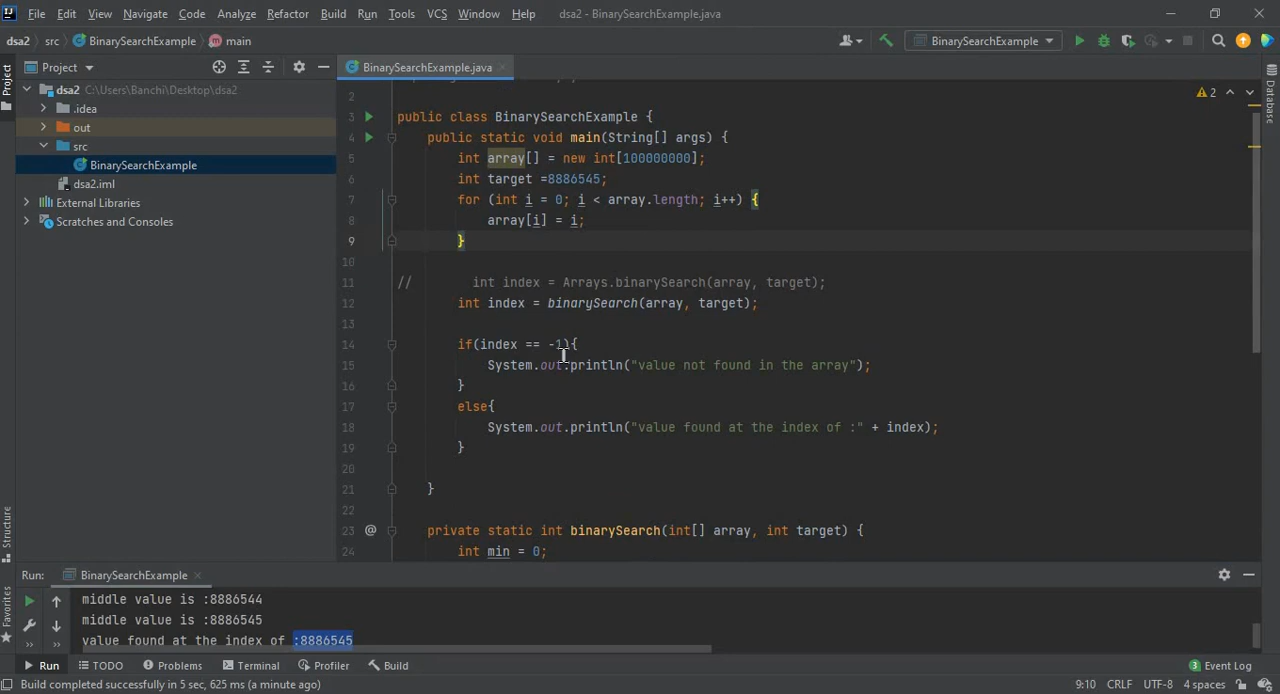 File Edit View Navigate Code Analyze Refactor Build Run Tools VCS Window Help dsa2 - BinarySearchExample.java
dsa2 src BinarySearchExample main BinarySearchExample
Project BinarySearchExample.java
dsa2 C:\Users\Banchi\Desktop\dsa2
.idea
out
src
BinarySearchExample
dsa2.iml
External Libraries
Scratches and Consoles
Project
Structure
Favorites
Database
2
2
3 public class BinarySearchExample {
4 public static void main(String[] args) {
5 int array[] = new int[100000000];
6 int target =8886545;
7 for (int i = 0; i < array.length; i++) {
8 array[i] = i;
9 }
10
11 // int index = Arrays.binarySearch(array, target);
12 int index = binarySearch(array, target);
13
14 if(index == -1){
15 System.out.println("value not found in the array");
16 }
17 else{
18 System.out.println("value found at the index of :" + index);
19 }
20
21 }
22
23 @ private static int binarySearch(int[] array, int target) {
24 int min = 0;
Run: BinarySearchExample
middle value is :8886544
middle value is :8886545
value found at the index of :8886545
Run TODO Problems Terminal Profiler Build 3 Event Log
Build completed successfully in 5 sec, 625 ms (a minute ago) 9:10 CRLF UTF-8 4 spaces